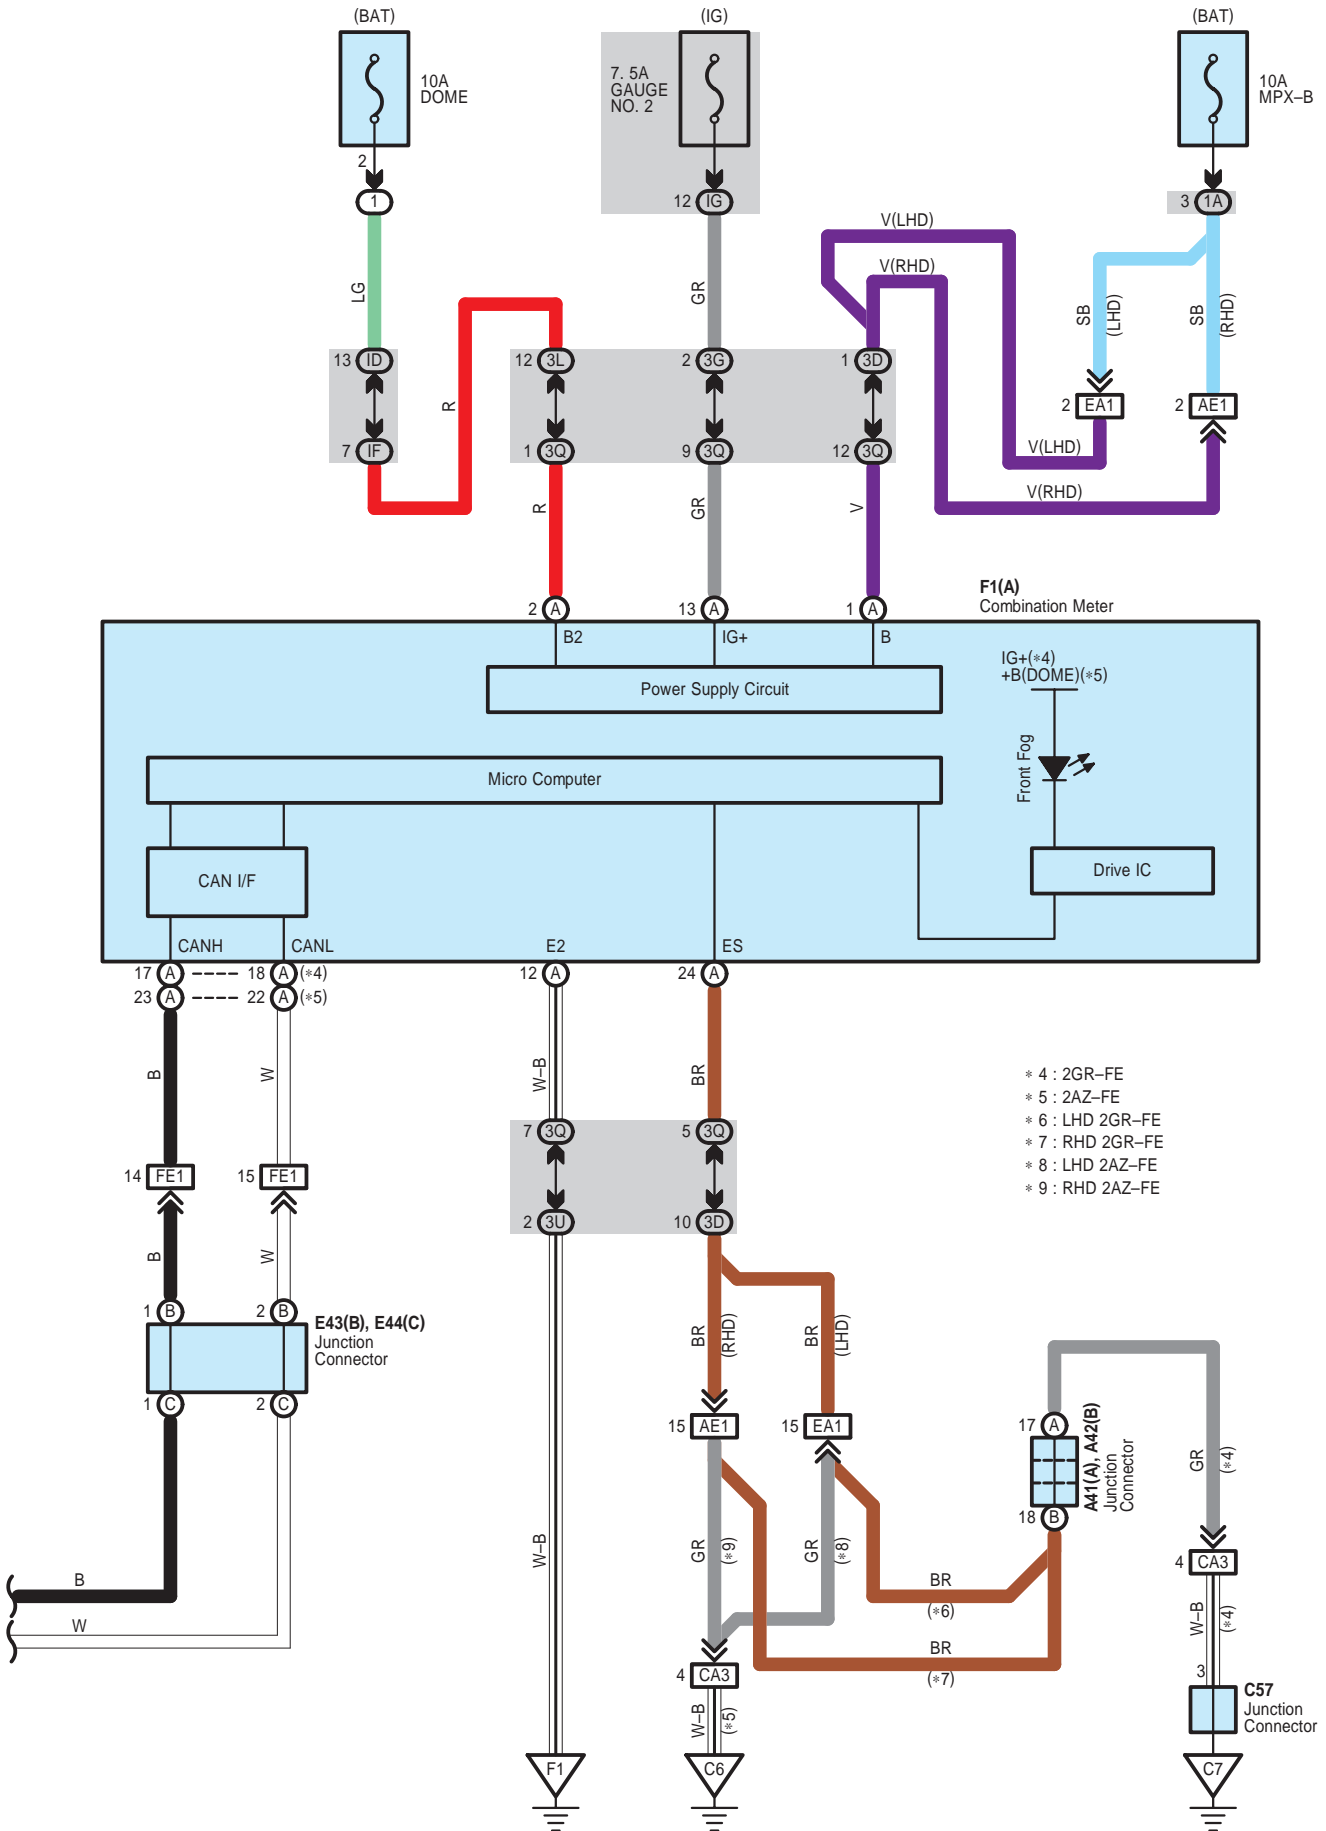 (BAT)
(IG)
(BAT)
10A
DOME
7. 5A
GAUGE
NO. 2
10A
MPX–B
2
1
12 IG
3 1A
V(LHD)
V(RHD)
LG
GR
SB
(LHD)
SB
(RHD)
13 ID
12 3L
2 3G
1 3D
R
2 EA1
2 AE1
7 IF
1 3Q
9 3Q
12 3Q
V(LHD)
V(RHD)
R
GR
V
F1(A)
Combination Meter
2 A
13 A
1 A
B2
IG+
B
IG+(*4)
+B(DOME)(*5)
Power Supply Circuit
Front Fog
Micro Computer
CAN I/F
Drive IC
CANH
CANL
E2
ES
17 A
18 A (*4)
12 A
24 A
23 A
22 A (*5)
B
W
W–B
BR
* 4 : 2GR–FE
* 5 : 2AZ–FE
* 6 : LHD 2GR–FE
* 7 : RHD 2GR–FE
* 8 : LHD 2AZ–FE
* 9 : RHD 2AZ–FE
7 3Q
5 3Q
14 FE1
15 FE1
2 3U
10 3D
B
W
1 B
2 B
E43(B), E44(C)
Junction
Connector
BR
(RHD)
BR
(LHD)
1 C
2 C
15 AE1
15 EA1
17 A
A41(A), A42(B)
Junction
Connector
GR
(*4)
18 B
W–B
GR
(*9)
GR
(*8)
4 CA3
B
BR
(*6)
W
BR
(*7)
W–B
(*4)
4 CA3
3
C57
Junction
Connector
W–B
(*5)
F1
C6
C7